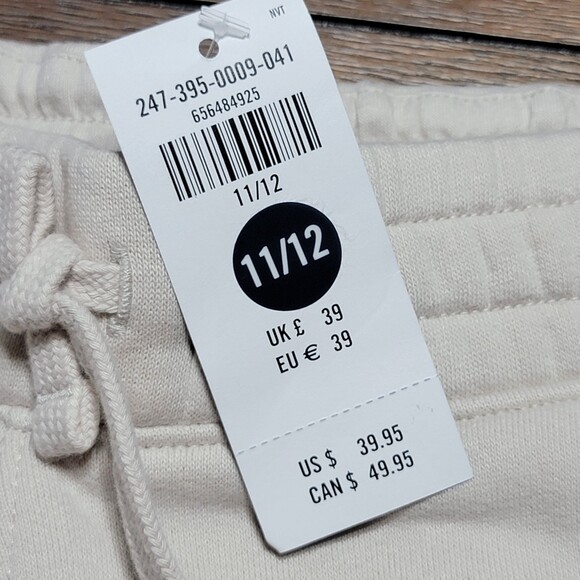 NVT
247-395-0009-041
656484925
11/12
11/12
UK £ 39
EU € 39
US $ 39.95
CAN $ 49.95